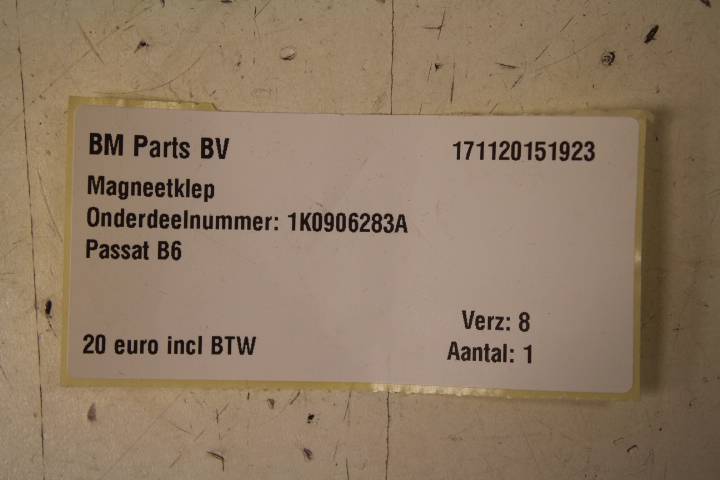 BM Parts BV 171120151923
Magneetklep
Onderdeelnummer: 1K0906283A
Passat B6
Verz: 8
20 euro incl BTW Aantal: 1